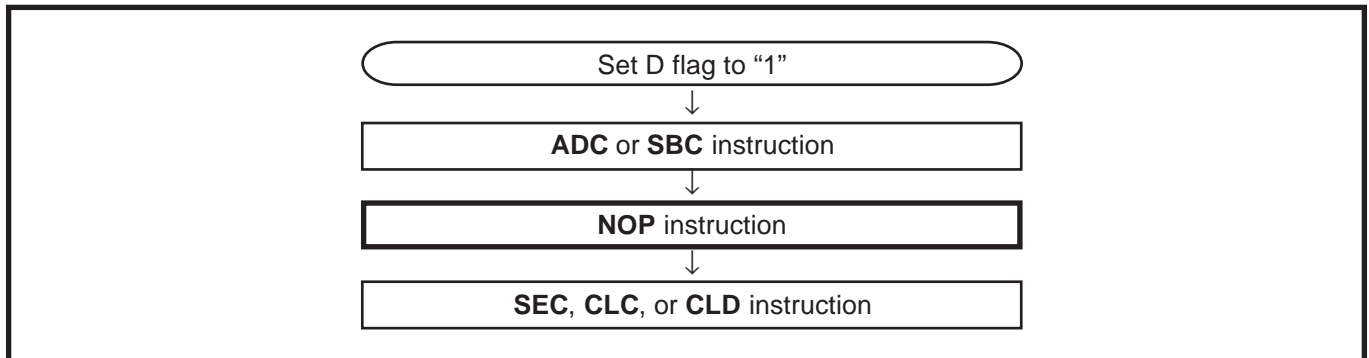 Set D flag to “1”
↓
ADC or SBC instruction
↓
NOP instruction
↓
SEC, CLC, or CLD instruction